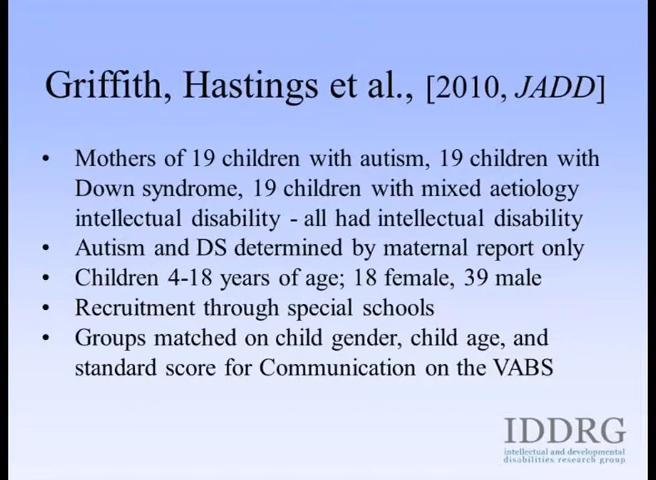 Griffith, Hastings et al., [2010, JADD]
• Mothers of 19 children with autism, 19 children with
Down syndrome, 19 children with mixed aetiology
intellectual disability - all had intellectual disability
• Autism and DS determined by maternal report only
• Children 4-18 years of age; 18 female, 39 male
• Recruitment through special schools
• Groups matched on child gender, child age, and
standard score for Communication on the VABS
IDDRG
intellectual and developmental
disabilities research group